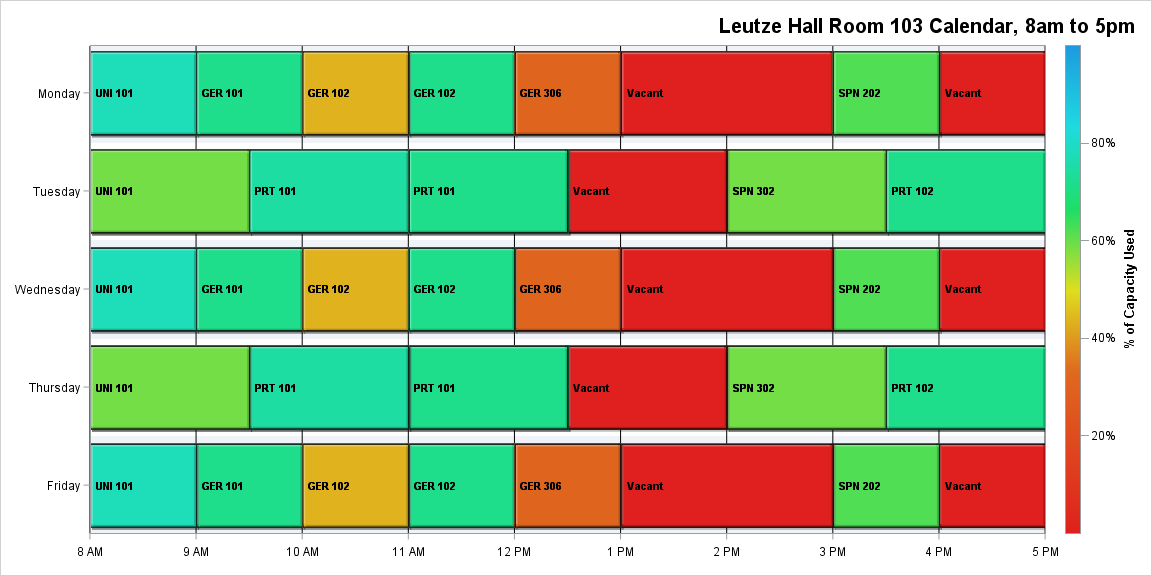 Leutze Hall Room 103 Calendar, 8am to 5pm
Monday
UNI 101
GER 101
GER 102
GER 102
GER 306
Vacant
SPN 202
Vacant
Tuesday
UNI 101
PRT 101
PRT 101
Vacant
SPN 302
PRT 102
Wednesday
UNI 101
GER 101
GER 102
GER 102
GER 306
Vacant
SPN 202
Vacant
Thursday
UNI 101
PRT 101
PRT 101
Vacant
SPN 302
PRT 102
Friday
UNI 101
GER 101
GER 102
GER 102
GER 306
Vacant
SPN 202
Vacant
8 AM
9 AM
10 AM
11 AM
12 PM
1 PM
2 PM
3 PM
4 PM
5 PM
80%
60%
40%
20%
% of Capacity Used